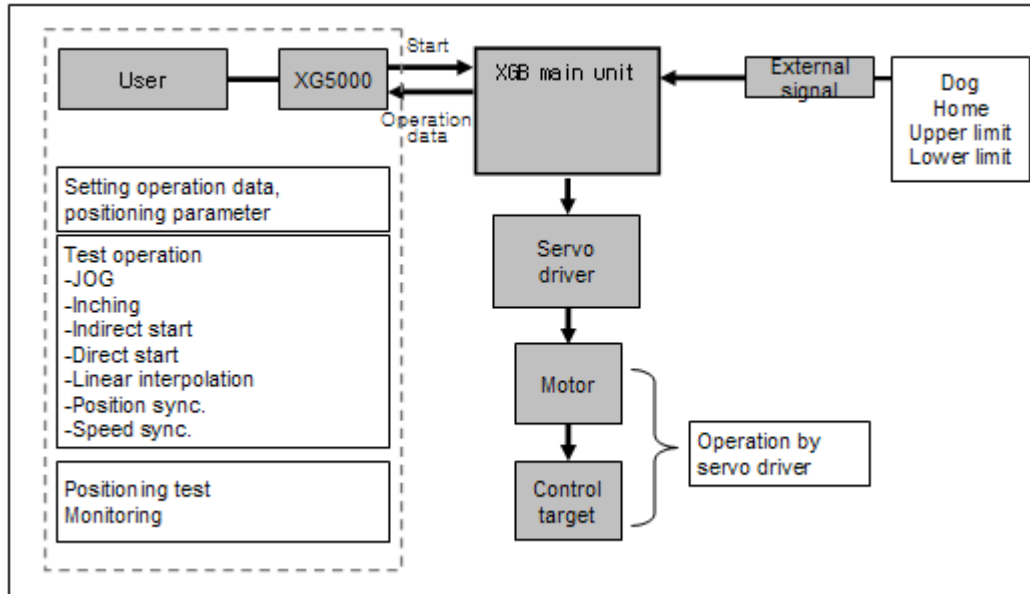 User
XG5000
Start
Operation
data
XGB main unit
External
signal
Dog
Home
Upper limit
Lower limit
Setting operation data,
positioning parameter
Test operation
-JOG
-Inching
-Indirect start
-Direct start
-Linear interpolation
-Position sync.
-Speed sync.
Positioning test
Monitoring
Servo
driver
Motor
Control
target
Operation by
servo driver